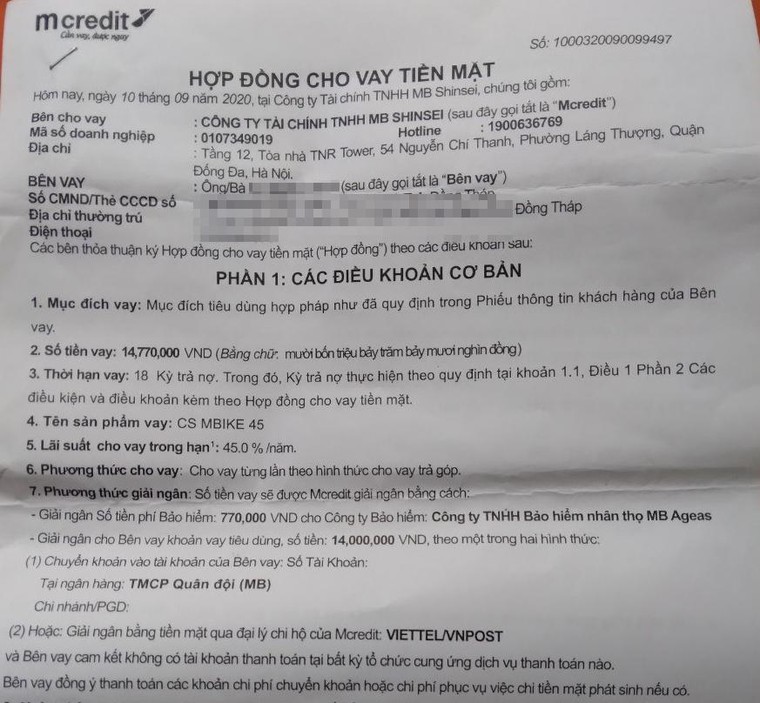 mcredit
Cần vay, được ngay
Số: 1000320090099497
HỢP ĐỒNG CHO VAY TIỀN MẶT
Hôm nay, ngày 10 tháng 09 năm 2020, tại Công ty Tài chính TNHH MB Shinsei, chúng tôi gồm:
Bên cho vay : CÔNG TY TÀI CHÍNH TNHH MB SHINSEI (sau đây gọi tắt là “Mcredit”)
Mã số doanh nghiệp : 0107349019 Hotline : 1900636769
Địa chỉ : Tầng 12, Tòa nhà TNR Tower, 54 Nguyễn Chí Thanh, Phường Láng Thượng, Quận
Đống Đa, Hà Nội.
BÊN VAY : Ông/Bà (sau đây gọi tắt là “Bên vay”)
Số CMND/Thẻ CCCD số
Địa chỉ thường trú Đồng Tháp
Điện thoại
Các bên thỏa thuận ký Hợp đồng cho vay tiền mặt (“Hợp đồng”) theo các điều khoản sau:
PHẦN 1: CÁC ĐIỀU KHOẢN CƠ BẢN
1. Mục đích vay: Mục đích tiêu dùng hợp pháp như đã quy định trong Phiếu thông tin khách hàng của Bên
vay.
2. Số tiền vay: 14,770,000 VND (Bằng chữ: mười bốn triệu bảy trăm bảy mươi nghìn đồng)
3. Thời hạn vay: 18 Kỳ trả nợ. Trong đó, Kỳ trả nợ thực hiện theo quy định tại khoản 1.1, Điều 1 Phần 2 Các
điều kiện và điều khoản kèm theo Hợp đồng cho vay tiền mặt.
4. Tên sản phẩm vay: CS MBIKE 45
5. Lãi suất cho vay trong hạn¹: 45.0 % /năm.
6. Phương thức cho vay: Cho vay từng lần theo hình thức cho vay trả góp.
7. Phương thức giải ngân: Số tiền vay sẽ được Mcredit giải ngân bằng cách:
- Giải ngân Số tiền phí Bảo hiểm: 770,000 VND cho Công ty Bảo hiểm: Công ty TNHH Bảo hiểm nhân thọ MB Ageas
- Giải ngân cho Bên vay khoản vay tiêu dùng, số tiền: 14,000,000 VND, theo một trong hai hình thức:
(1) Chuyển khoản vào tài khoản của Bên vay: Số Tài Khoản:
Tại ngân hàng: TMCP Quân đội (MB)
Chi nhánh/PGD:
(2) Hoặc: Giải ngân bằng tiền mặt qua đại lý chi hộ của Mcredit: VIETTEL/VNPOST
và Bên vay cam kết không có tài khoản thanh toán tại bất kỳ tổ chức cung ứng dịch vụ thanh toán nào.
Bên vay đồng ý thanh toán các khoản chi phí chuyển khoản hoặc chi phí phục vụ việc chi tiền mặt phát sinh nếu có.